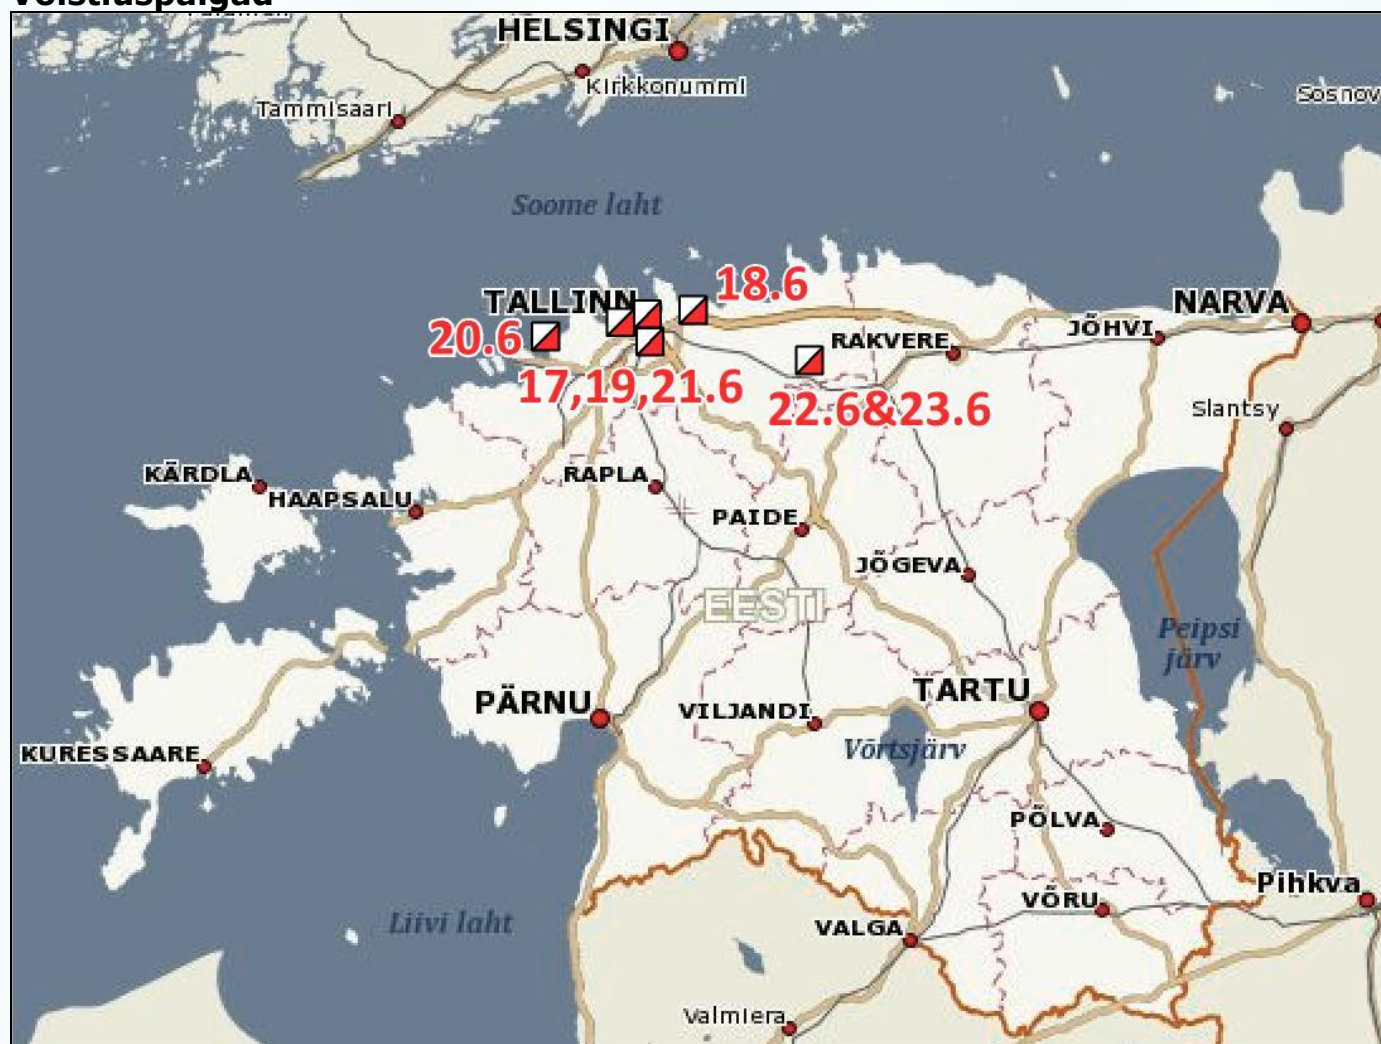 Võistluspaigad
HELSINGI
Kirkkonummi
Tammisaari
Sosnov
Soome laht
TALLINN
18.6
NARVA
20.6
RAKVERE
JÕHVI
17,19,21.6
22.6&23.6
Slantsy
KÄRDLA
HAAPSALU
RAPLA
PAIDE
JÕGEVA
EESTI
Peipsi
järv
PÄRNU
VILJANDI
TARTU
KURESSAARE
Võrtsjärv
PÕLVA
Pihkva
VÕRU
Liivi laht
VALGA
Valmiera